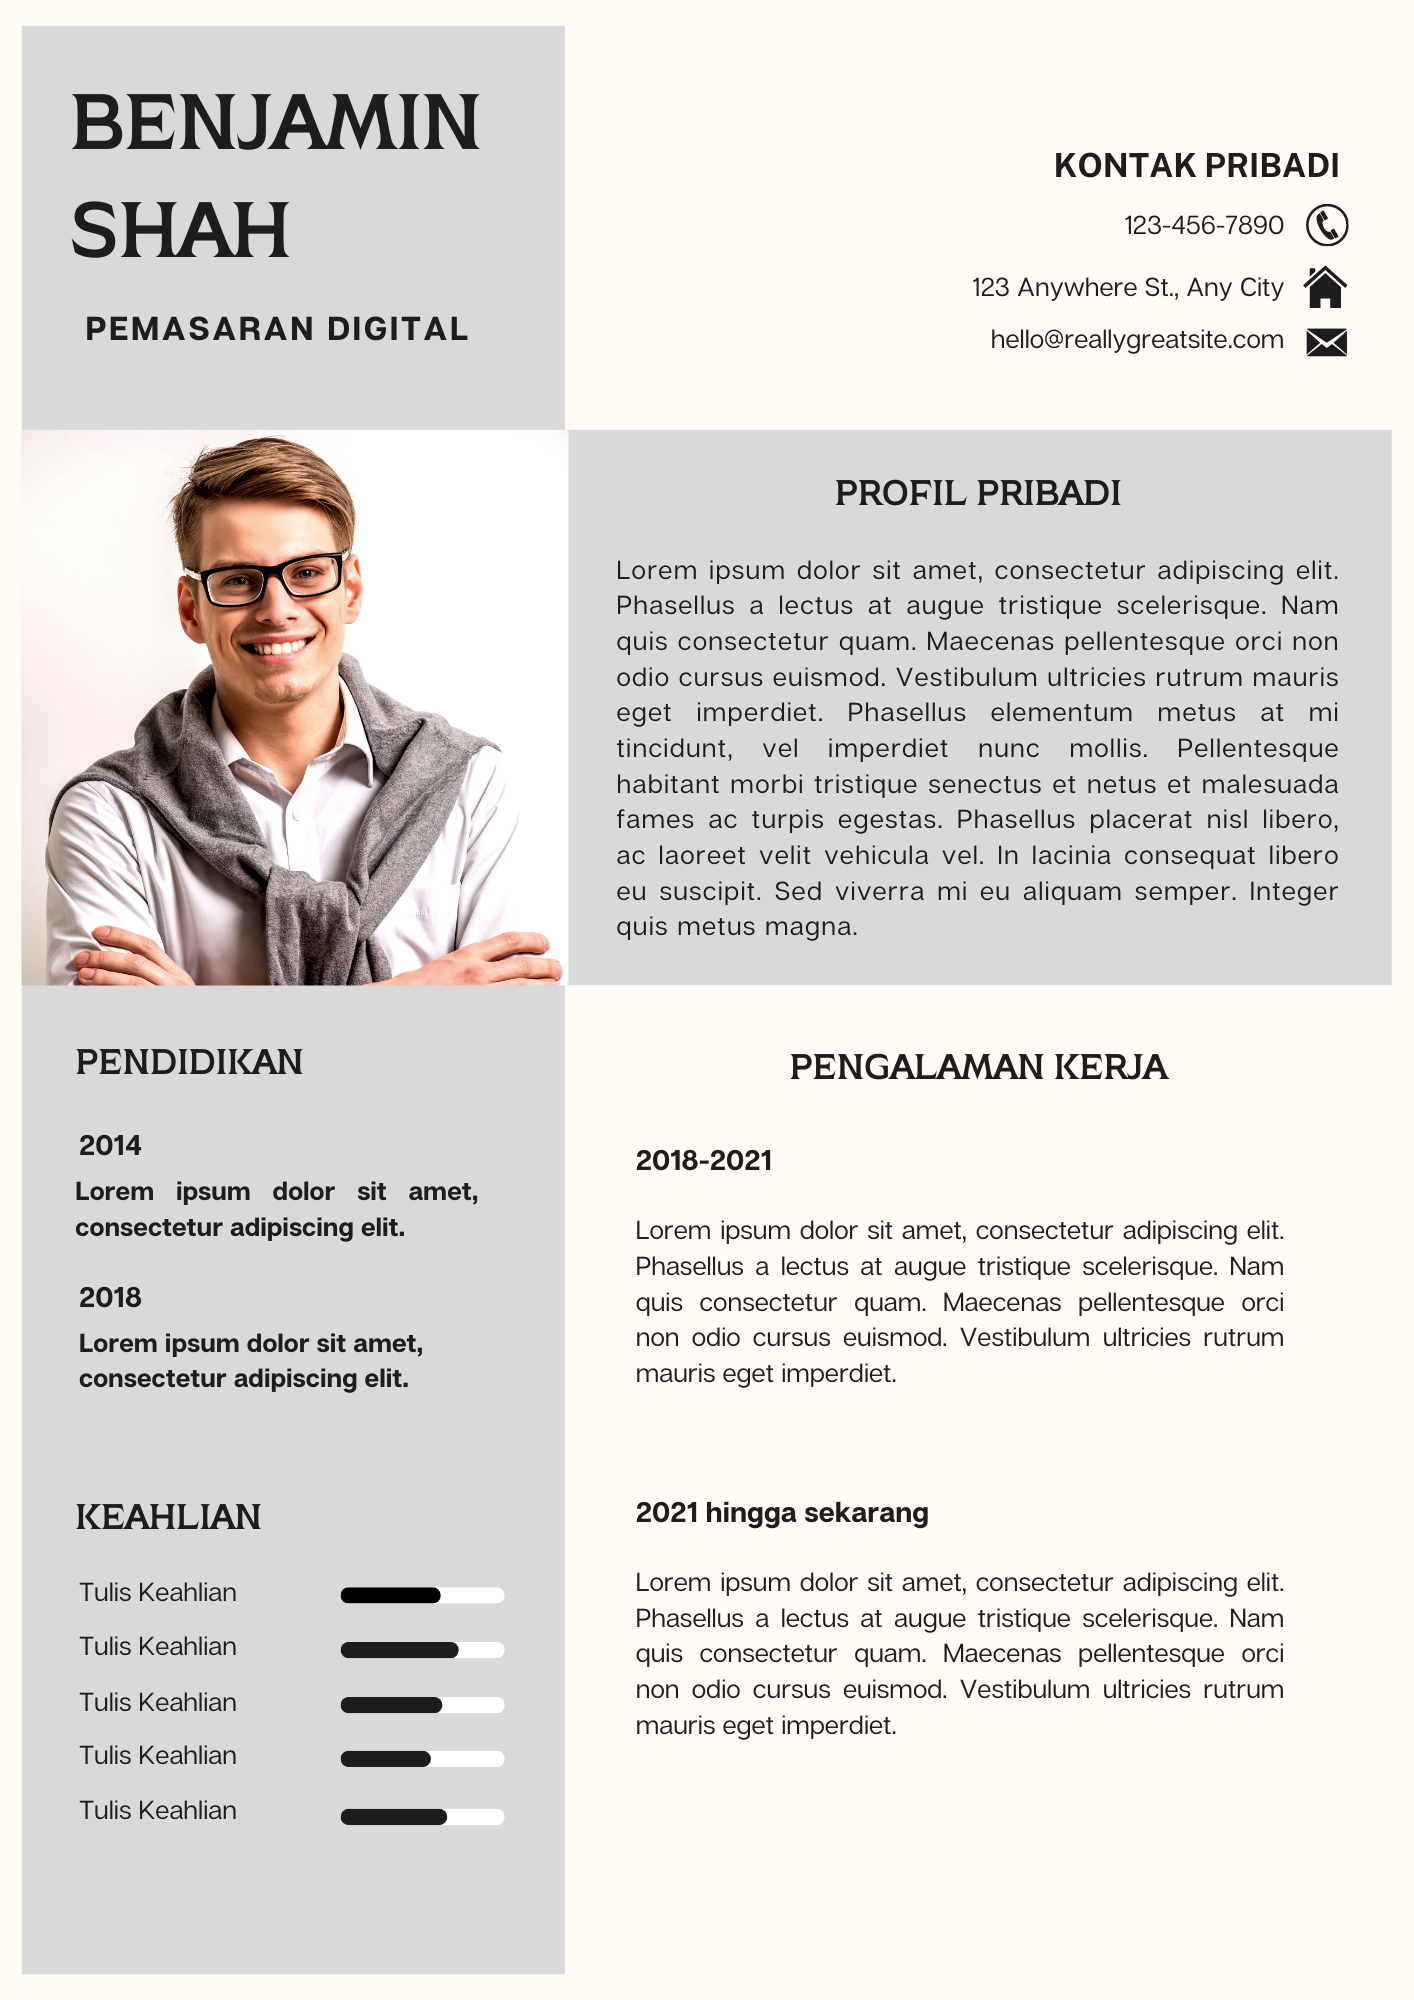 BENJAMIN
SHAH
PEMASARAN DIGITAL
KONTAK PRIBADI
123-456-7890
123 Anywhere St., Any City
hello@reallygreatsite.com
PROFIL PRIBADI
Lorem ipsum dolor sit amet, consectetur adipiscing elit.
Phasellus a lectus at augue tristique scelerisque. Nam
quis consectetur quam. Maecenas pellentesque orci non
odio cursus euismod. Vestibulum ultricies rutrum mauris
eget imperdiet. Phasellus elementum metus at mi
tincidunt, vel imperdiet nunc mollis. Pellentesque
habitant morbi tristique senectus et netus et malesuada
fames ac turpis egestas. Phasellus placerat nisl libero,
ac laoreet velit vehicula vel. In lacinia consequat libero
eu suscipit. Sed viverra mi eu aliquam semper. Integer
quis metus magna.
PENDIDIKAN
2014
Lorem ipsum dolor sit amet,
consectetur adipiscing elit.
2018
Lorem ipsum dolor sit amet,
consectetur adipiscing elit.
KEAHLIAN
Tulis Keahlian
Tulis Keahlian
Tulis Keahlian
Tulis Keahlian
Tulis Keahlian
PENGALAMAN KERJA
2018-2021
Lorem ipsum dolor sit amet, consectetur adipiscing elit.
Phasellus a lectus at augue tristique scelerisque. Nam
quis consectetur quam. Maecenas pellentesque orci
non odio cursus euismod. Vestibulum ultricies rutrum
mauris eget imperdiet.
2021 hingga sekarang
Lorem ipsum dolor sit amet, consectetur adipiscing elit.
Phasellus a lectus at augue tristique scelerisque. Nam
quis consectetur quam. Maecenas pellentesque orci
non odio cursus euismod. Vestibulum ultricies rutrum
mauris eget imperdiet.